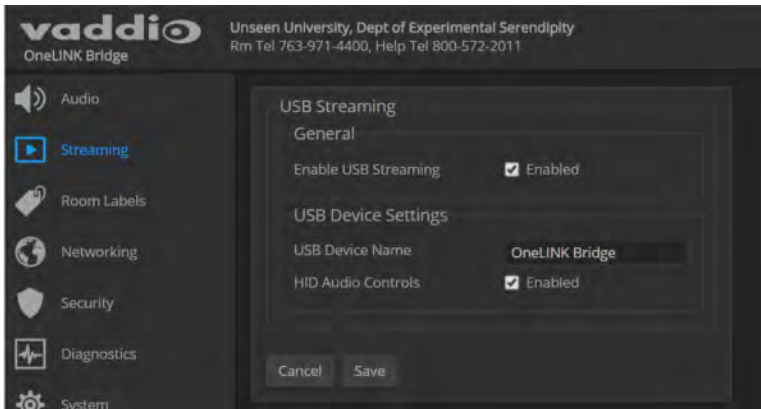 vaddio
OneLINK Bridge
Unseen University, Dept of Experimental Serendipity
Rm Tel 763-971-4400, Help Tel 800-572-2011
Audio
Streaming
Room Labels
Networking
Security
Diagnostics
System
USB Streaming
General
Enable USB Streaming Enabled
USB Device Settings
USB Device Name OneLINK Bridge
HID Audio Controls Enabled
Cancel Save